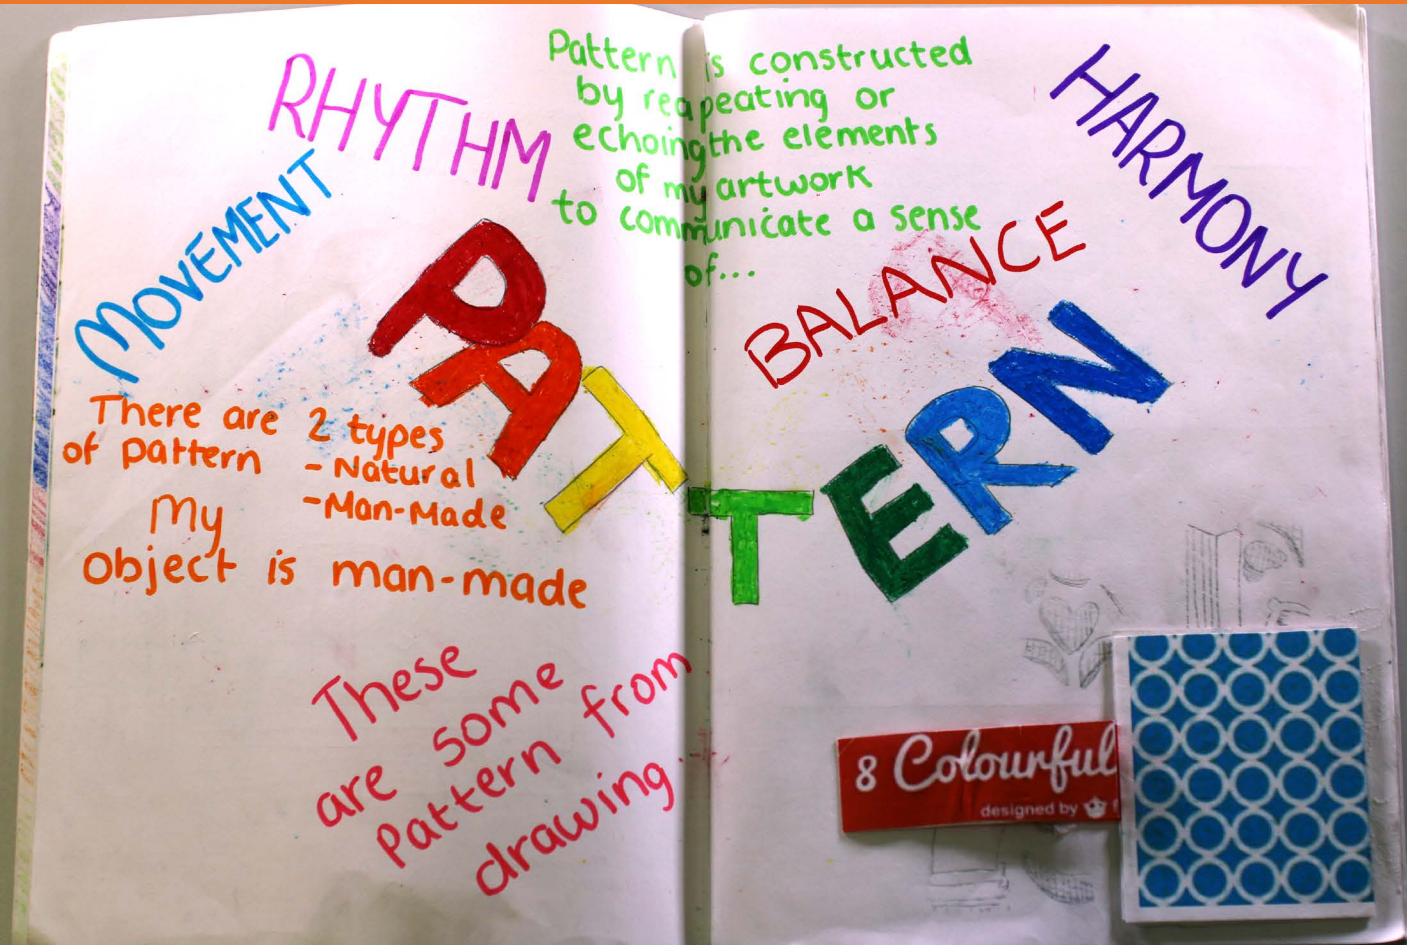 Pattern is constructed
by reapeating or
echoing the elements
of my artwork
to communicate a sense
of...
RHYTHM
MOVEMENT
HARMONY
BALANCE
PATTERN
There are 2 types
of pattern - Natural
-Man-Made
My
object is man-made
These
are some
Pattern from
drawing...
8 Colourful
designed by